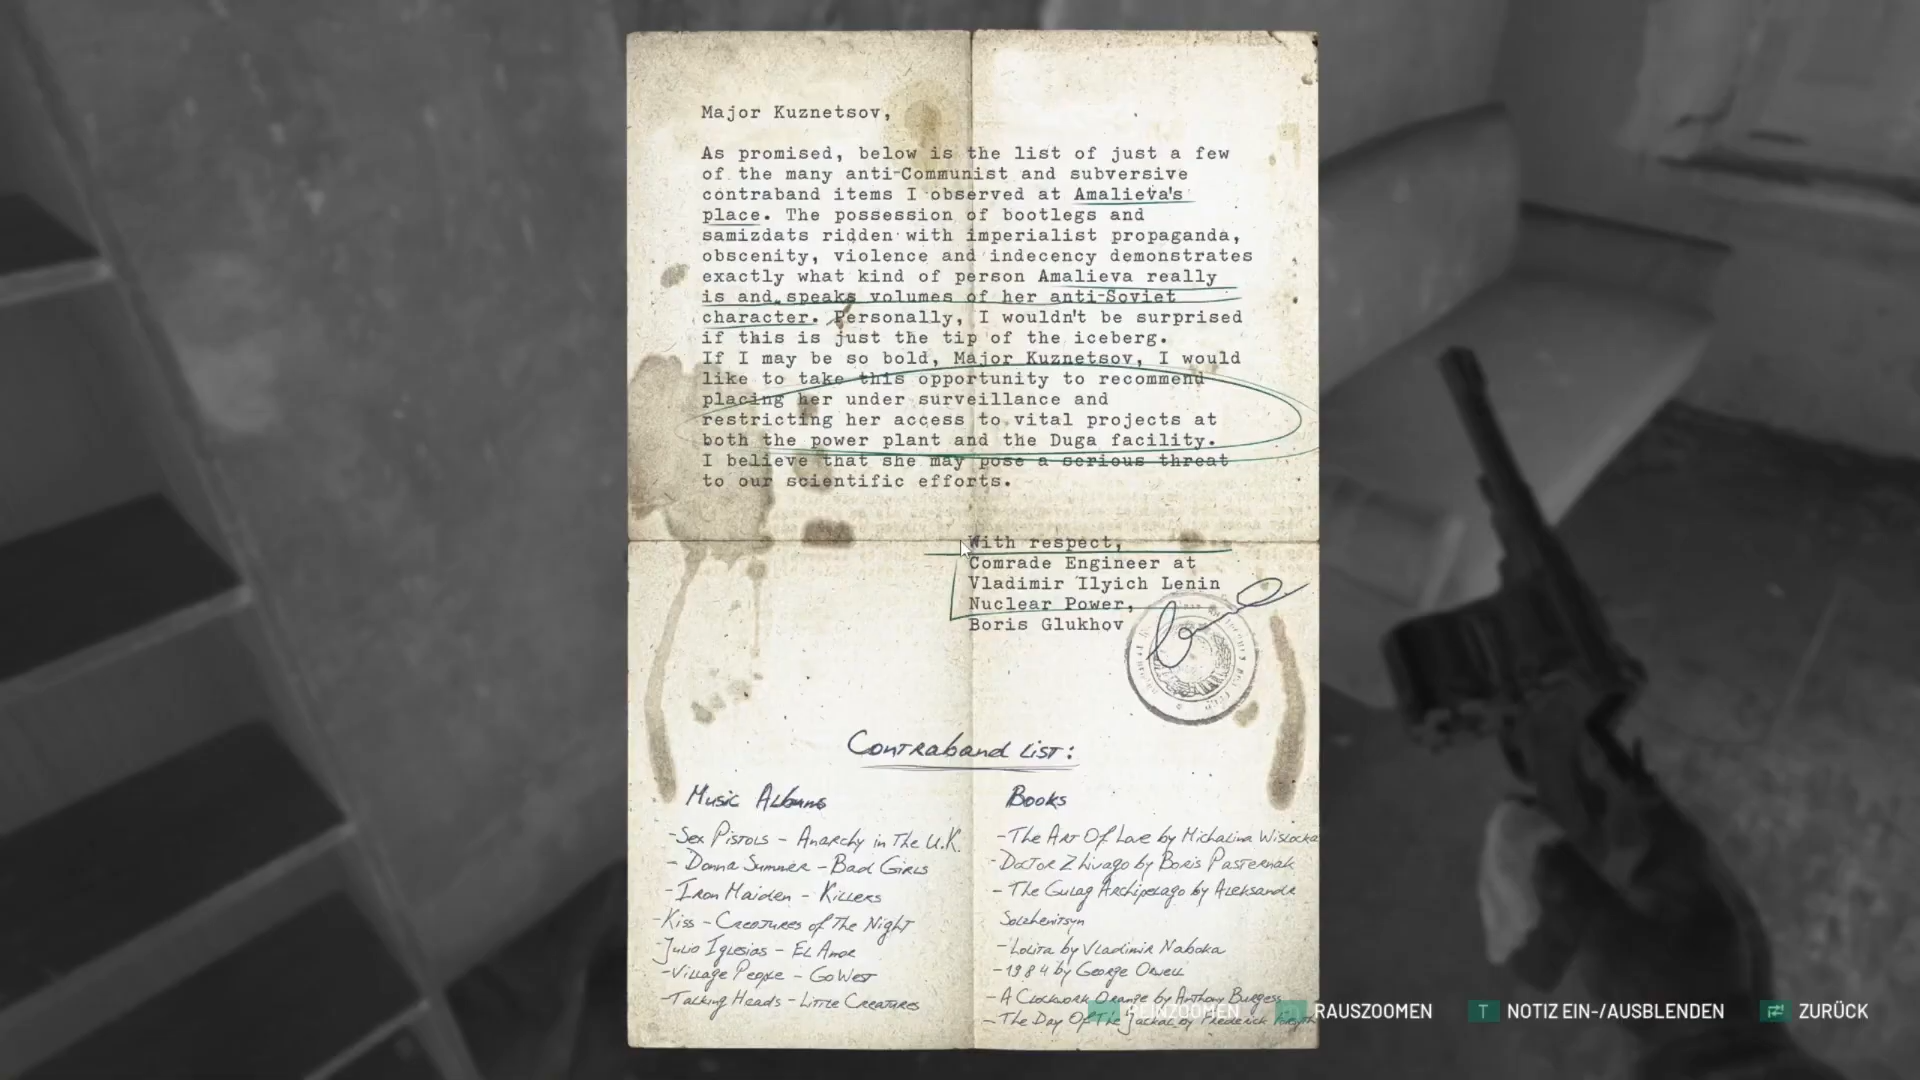 Major Kuznetsov,
As promised, below is the list of just a few
of the many anti-Communist and subversive
contraband items I observed at Amalieva's
place. The possession of bootlegs and
samizdats ridden with imperialist propaganda,
obscenity, violence and indecency demonstrates
exactly what kind of person Amalieva really
is and speaks volumes of her anti-Soviet
character. Personally, I wouldn't be surprised
if this is just the tip of the iceberg.
If I may be so bold, Major Kuznetsov, I would
like to take this opportunity to recommend
placing her under surveillance and
restricting her access to vital projects at
both the power plant and the Duga facility.
I believe that she may pose a serious threat
to our scientific efforts.
With respect,
Comrade Engineer at
Vladimir Ilyich Lenin
Nuclear Power,
Boris Glukhov
Contraband List:
Music Albums
-Sex Pistols - Anarchy in The U.K.
- Donna Summer - Bad Girls
-Iron Maiden - Killers
-Kiss - Creatures of The Night
-Julio Iglesias - El Amor
-Village People - Go West
-Talking Heads - Little Creatures
Books
-The Art Of Love by Michalina Wislocka
-Doctor Zhivago by Boris Pasternak
- The Gulag Archipelago by Aleksandr
Solzhenitsyn
-Lolita by Vladimir Naboka
-1984 by George Orwell
-A Clockwork Orange by Anthony Burgess
-The Day Of The Jackal by Frederick
REINZOOMEN RAUSZOOMEN T NOTIZ EIN-/AUSBLENDEN ZURÜCK